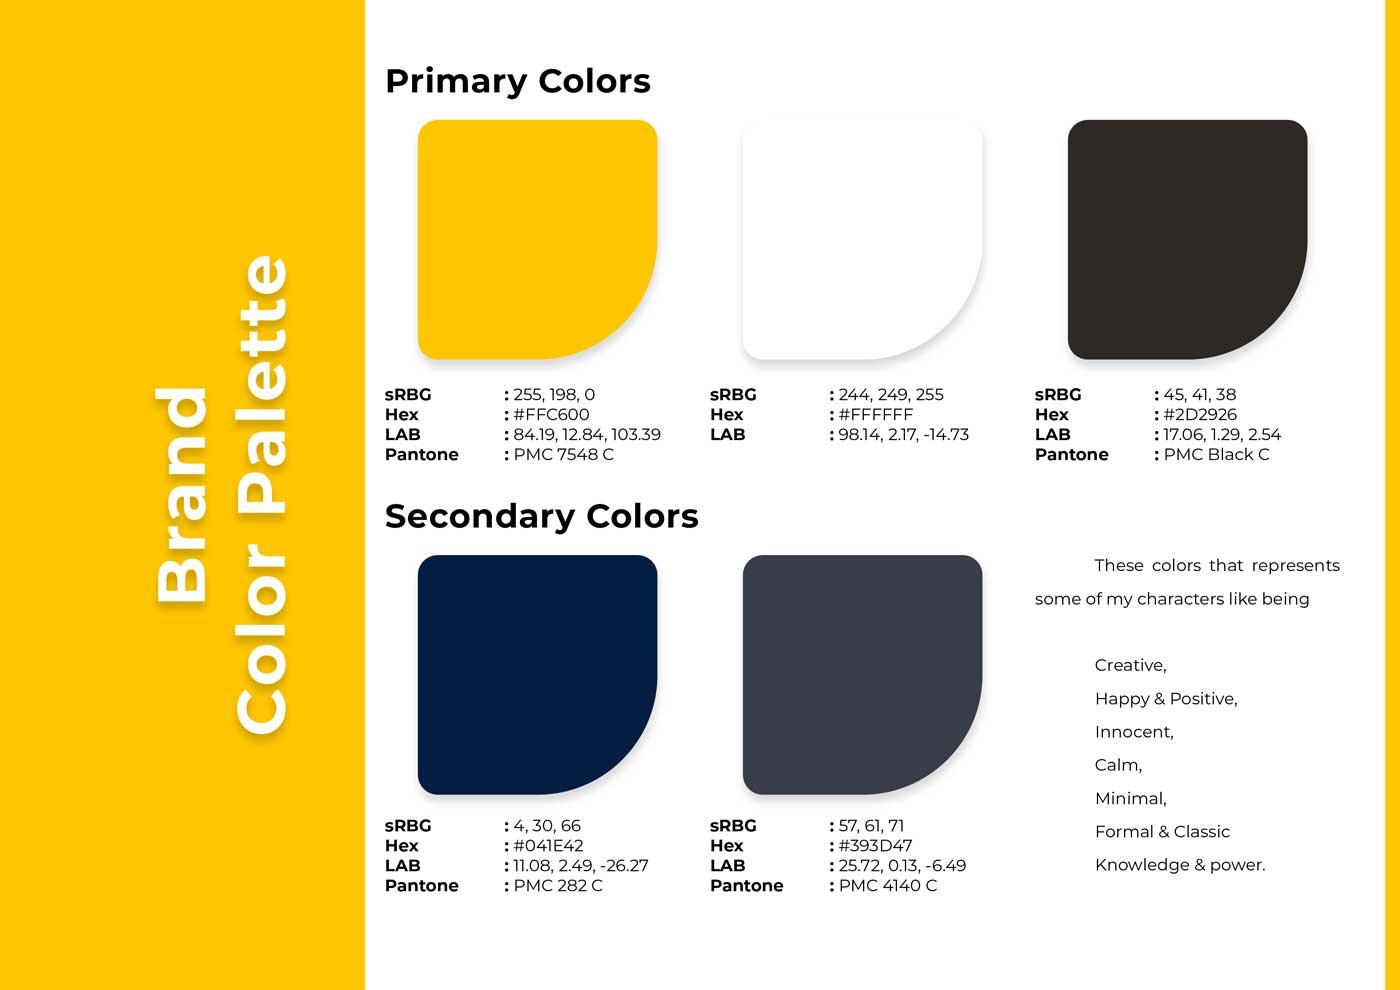 Brand
Color Palette
Primary Colors
sRBG : 255, 198, 0
Hex : #FFC600
LAB : 84.19, 12.84, 103.39
Pantone : PMC 7548 C
sRBG : 244, 249, 255
Hex : #FFFFFF
LAB : 98.14, 2.17, -14.73
sRBG : 45, 41, 38
Hex : #2D2926
LAB : 17.06, 1.29, 2.54
Pantone : PMC Black C
Secondary Colors
sRBG : 4, 30, 66
Hex : #041E42
LAB : 11.08, 2.49, -26.27
Pantone : PMC 282 C
sRBG : 57, 61, 71
Hex : #393D47
LAB : 25.72, 0.13, -6.49
Pantone : PMC 4140 C
These colors that represents
some of my characters like being
Creative,
Happy & Positive,
Innocent,
Calm,
Minimal,
Formal & Classic
Knowledge & power.